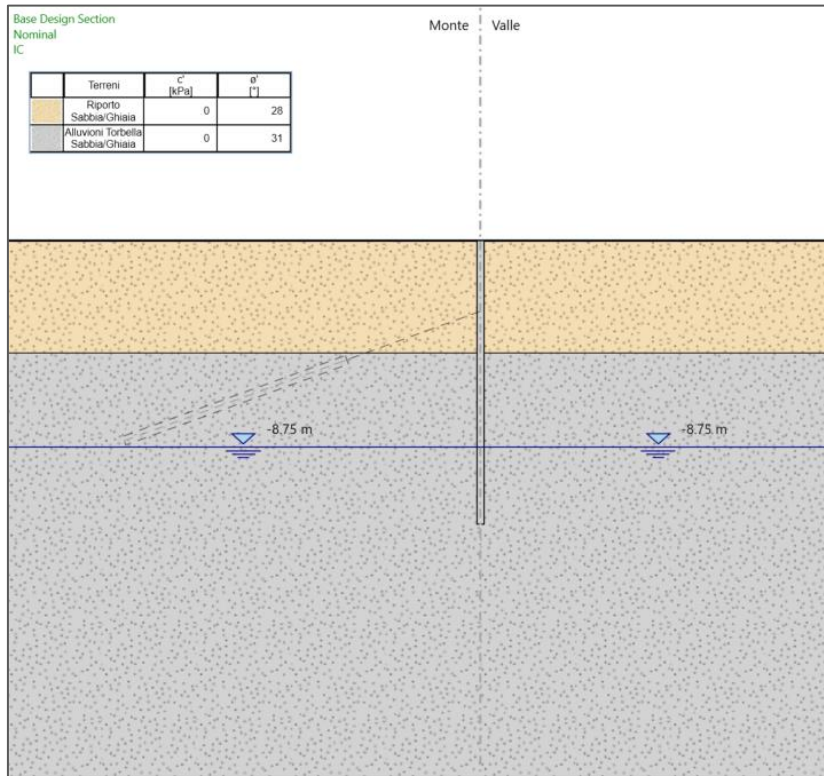 Base Design Section
Nominal
IC
Monte Valle
Terreni c' ø'
[kPa] [°]
Riporto
Sabbia/Ghiaia 0 28
Alluvioni Torbella
Sabbia/Ghiaia 0 31
-8.75 m -8.75 m